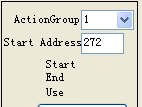 ActionGroup 1
Start Address 272
Start
End
Use